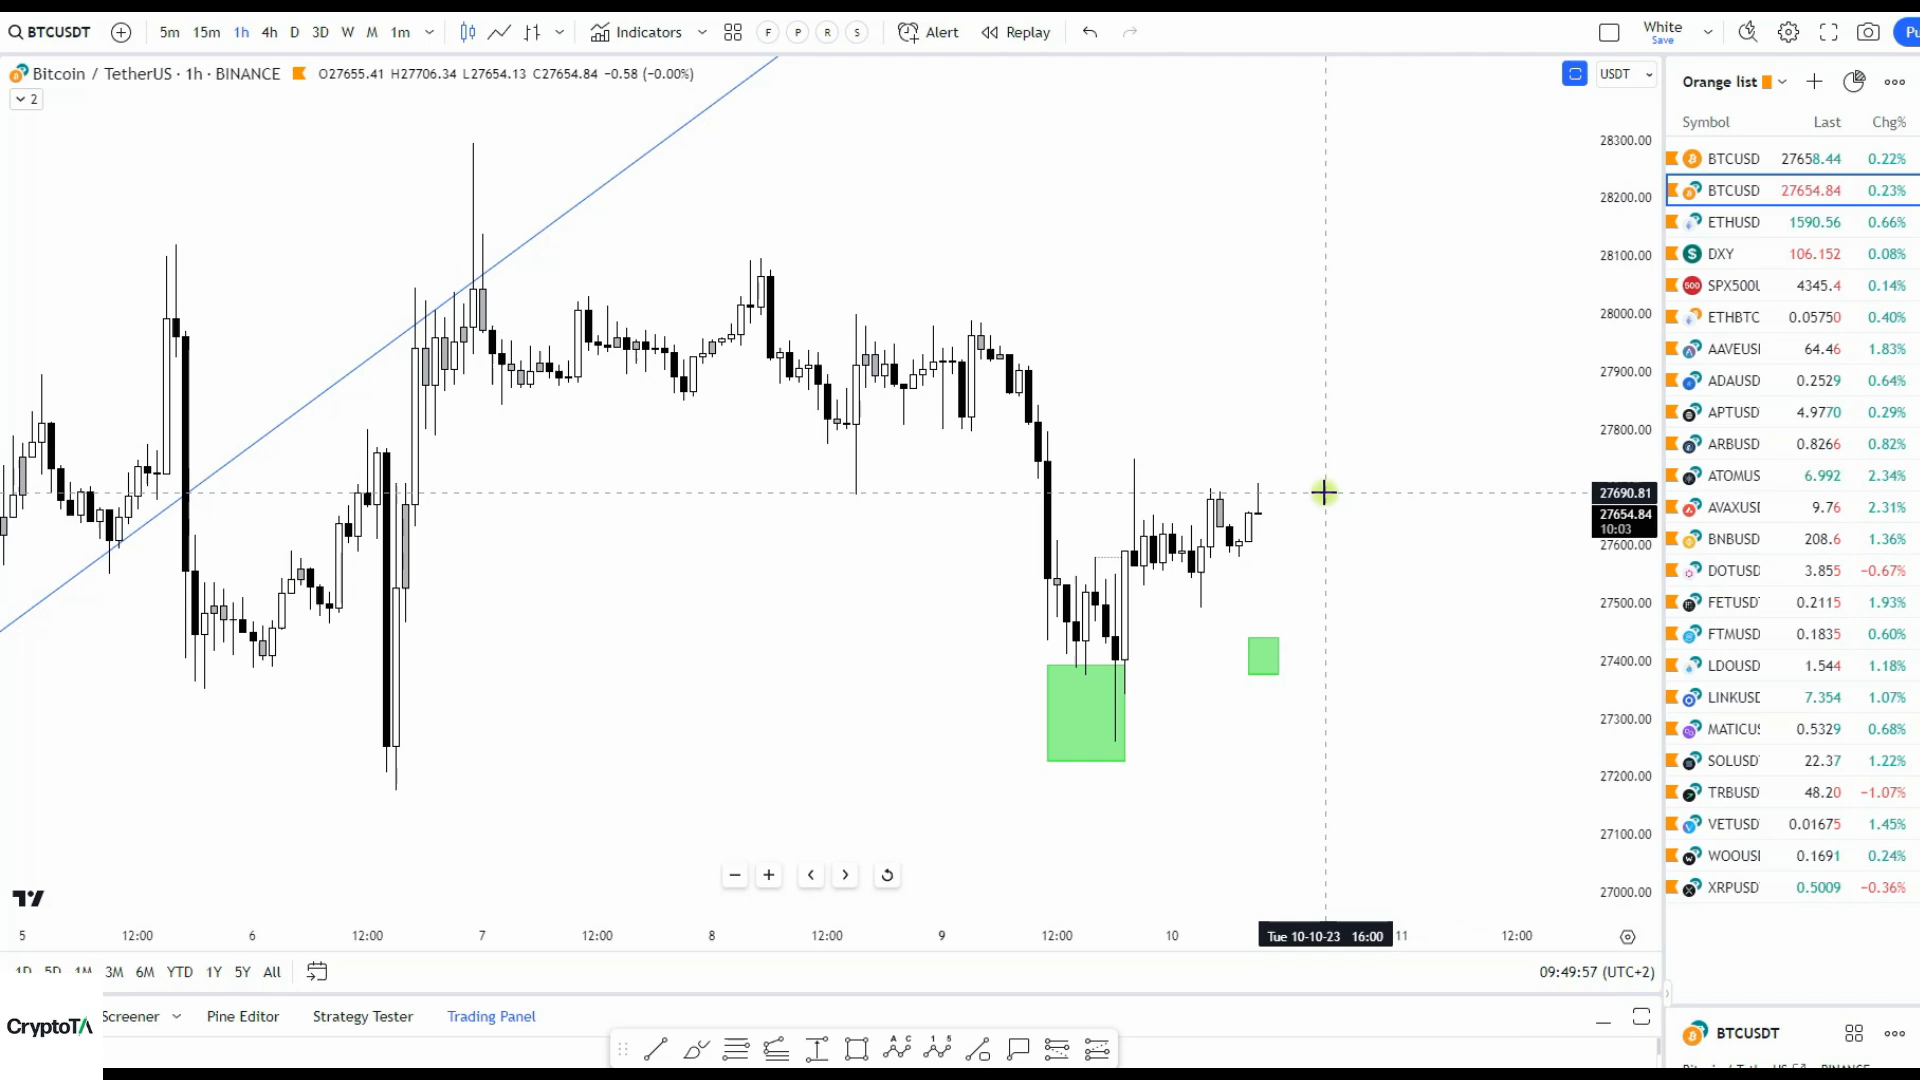 BTCUSDT 5m 15m 1h 4h D 3D W M 1m Indicators F P R S Alert Replay White Save Pu
Bitcoin / TetherUS · 1h · BINANCE O27655.41 H27706.34 L27654.13 C27654.84 −0.58 (−0.00%) USDT
2
28300.00
28200.00
28100.00
28000.00
27900.00
27800.00
27690.81
27654.84
10:03
27600.00
27500.00
27400.00
27300.00
27200.00
27100.00
27000.00
5 12:00 6 12:00 7 12:00 8 12:00 9 12:00 10 Tue 10-10-23 16:00 11 12:00
1D 5D 1M 3M 6M YTD 1Y 5Y All 09:49:57 (UTC+2)
CryptoTA Screener Pine Editor Strategy Tester Trading Panel
Orange list
Symbol Last Chg%
BTCUSD 27658.44 0.22%
BTCUSD 27654.84 0.23%
ETHUSD 1590.56 0.66%
DXY 106.152 0.08%
500 SPX500U 4345.4 0.14%
ETHBTC 0.05750 0.40%
AAVEUSI 64.46 1.83%
ADAUSD 0.2529 0.64%
APTUSD 4.9770 0.29%
ARBUSD 0.8266 0.82%
ATOMUS 6.992 2.34%
AVAXUSI 9.76 2.31%
BNBUSD 208.6 1.36%
DOTUSD 3.855 −0.67%
FETUSD 0.2115 1.93%
FTMUSD 0.1835 0.60%
LDOUSD 1.544 1.18%
LINKUSD 7.354 1.07%
MATICUS 0.5329 0.68%
SOLUSD 22.37 1.22%
TRBUSD 48.20 −1.07%
VETUSD 0.01675 1.45%
WOOUSI 0.1691 0.24%
XRPUSD 0.5009 −0.36%
BTCUSDT